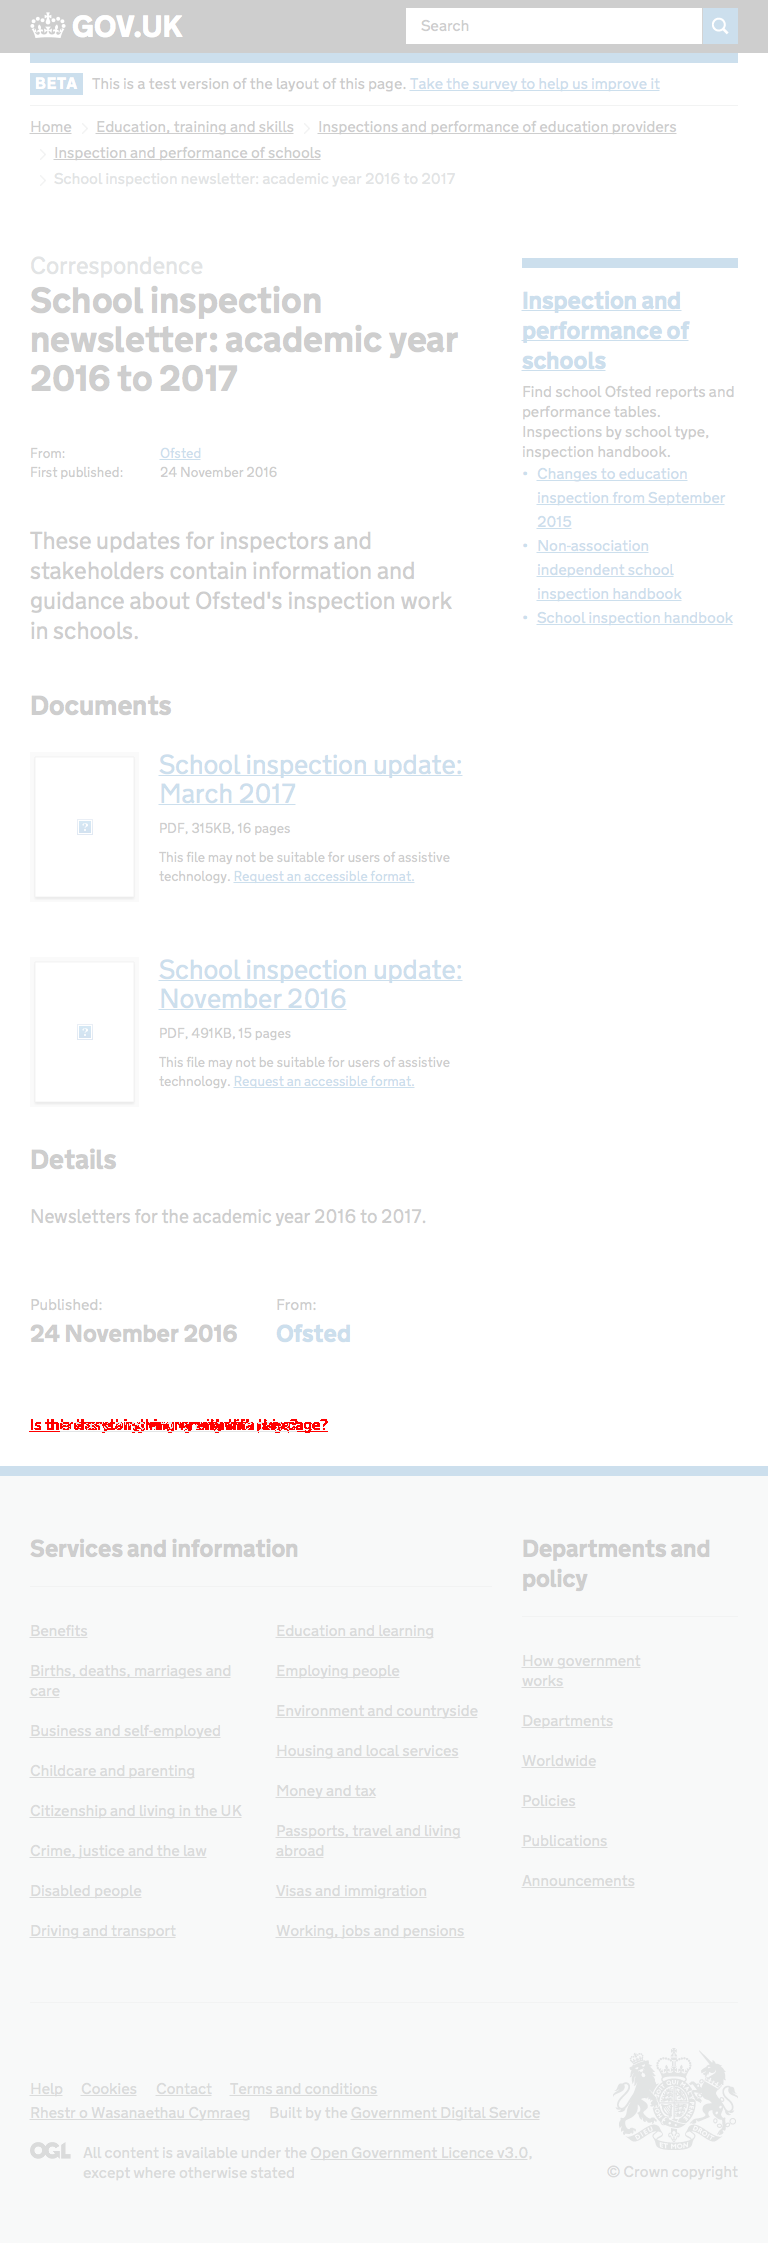 GOV.UK
Search
BETA This is a test version of the layout of this page. Take the survey to help us improve it
Home Education, training and skills Inspections and performance of education providers
Inspection and performance of schools
School inspection newsletter: academic year 2016 to 2017
Correspondence
School inspection
newsletter: academic year
2016 to 2017
From: Ofsted
First published: 24 November 2016
These updates for inspectors and
stakeholders contain information and
guidance about Ofsted's inspection work
in schools.
Inspection and
performance of
schools
Find school Ofsted reports and
performance tables.
Inspections by school type,
inspection handbook.
• Changes to education
inspection from September
2015
• Non-association
independent school
inspection handbook
• School inspection handbook
Documents
School inspection update:
March 2017
PDF, 315KB, 16 pages
This file may not be suitable for users of assistive
technology. Request an accessible format.
School inspection update:
November 2016
PDF, 491KB, 15 pages
This file may not be suitable for users of assistive
technology. Request an accessible format.
Details
Newsletters for the academic year 2016 to 2017.
Published:
24 November 2016
From:
Ofsted
Services and information
Benefits
Births, deaths, marriages and
care
Business and self-employed
Childcare and parenting
Citizenship and living in the UK
Crime, justice and the law
Disabled people
Driving and transport
Education and learning
Employing people
Environment and countryside
Housing and local services
Money and tax
Passports, travel and living
abroad
Visas and immigration
Working, jobs and pensions
Departments and
policy
How government
works
Departments
Worldwide
Policies
Publications
Announcements
Help Cookies Contact Terms and conditions
Rhestr o Wasanaethau Cymraeg Built by the Government Digital Service
OGL All content is available under the Open Government Licence v3.0,
except where otherwise stated
© Crown copyright